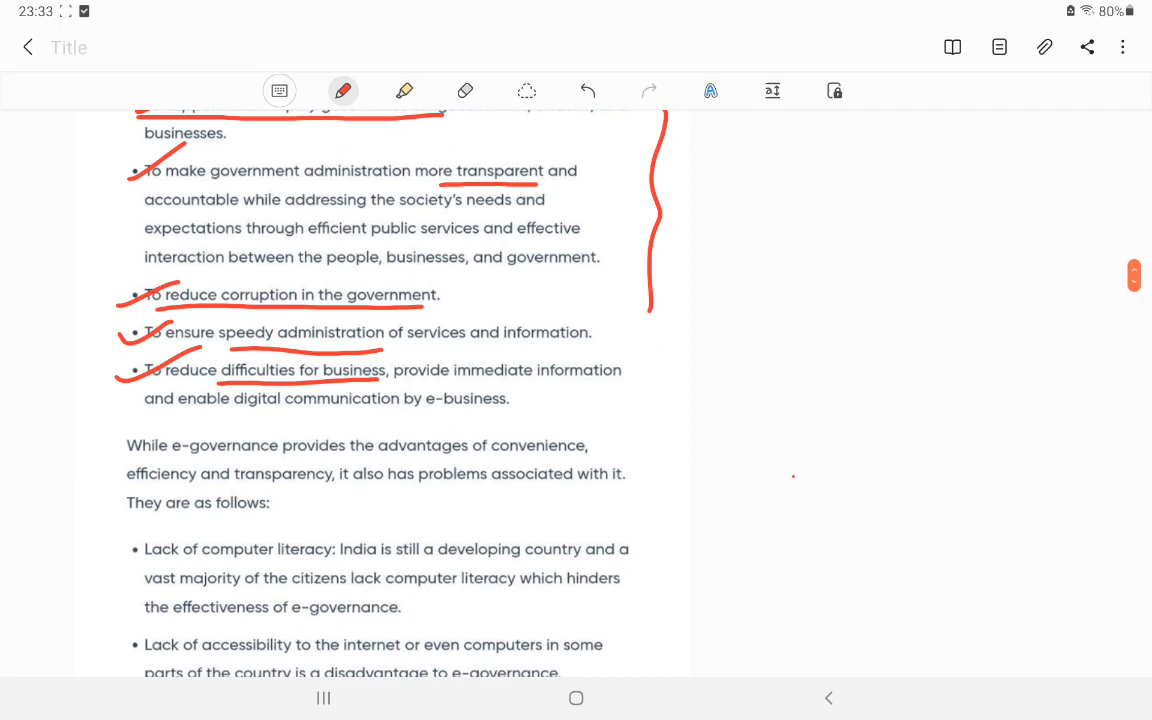 23:33
80%
Title
businesses.
• To make government administration more transparent and
accountable while addressing the society's needs and
expectations through efficient public services and effective
interaction between the people, businesses, and government.
• To reduce corruption in the government.
• To ensure speedy administration of services and information.
• To reduce difficulties for business, provide immediate information
and enable digital communication by e-business.
While e-governance provides the advantages of convenience,
efficiency and transparency, it also has problems associated with it.
They are as follows:
• Lack of computer literacy: India is still a developing country and a
vast majority of the citizens lack computer literacy which hinders
the effectiveness of e-governance.
• Lack of accessibility to the internet or even computers in some
parts of the country is a disadvantage to e-governance.